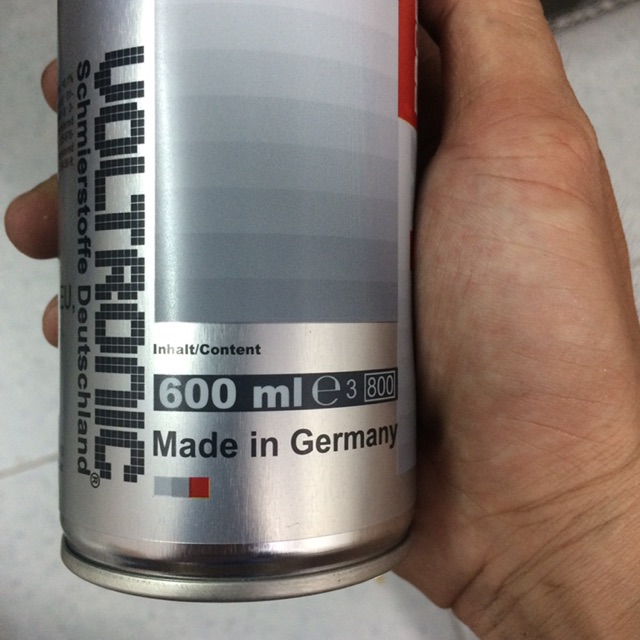 VOLTRONIC®
Schmierstoffe Deutschland
Inhalt/Content
600 ml ℮ 3 800
Made in Germany